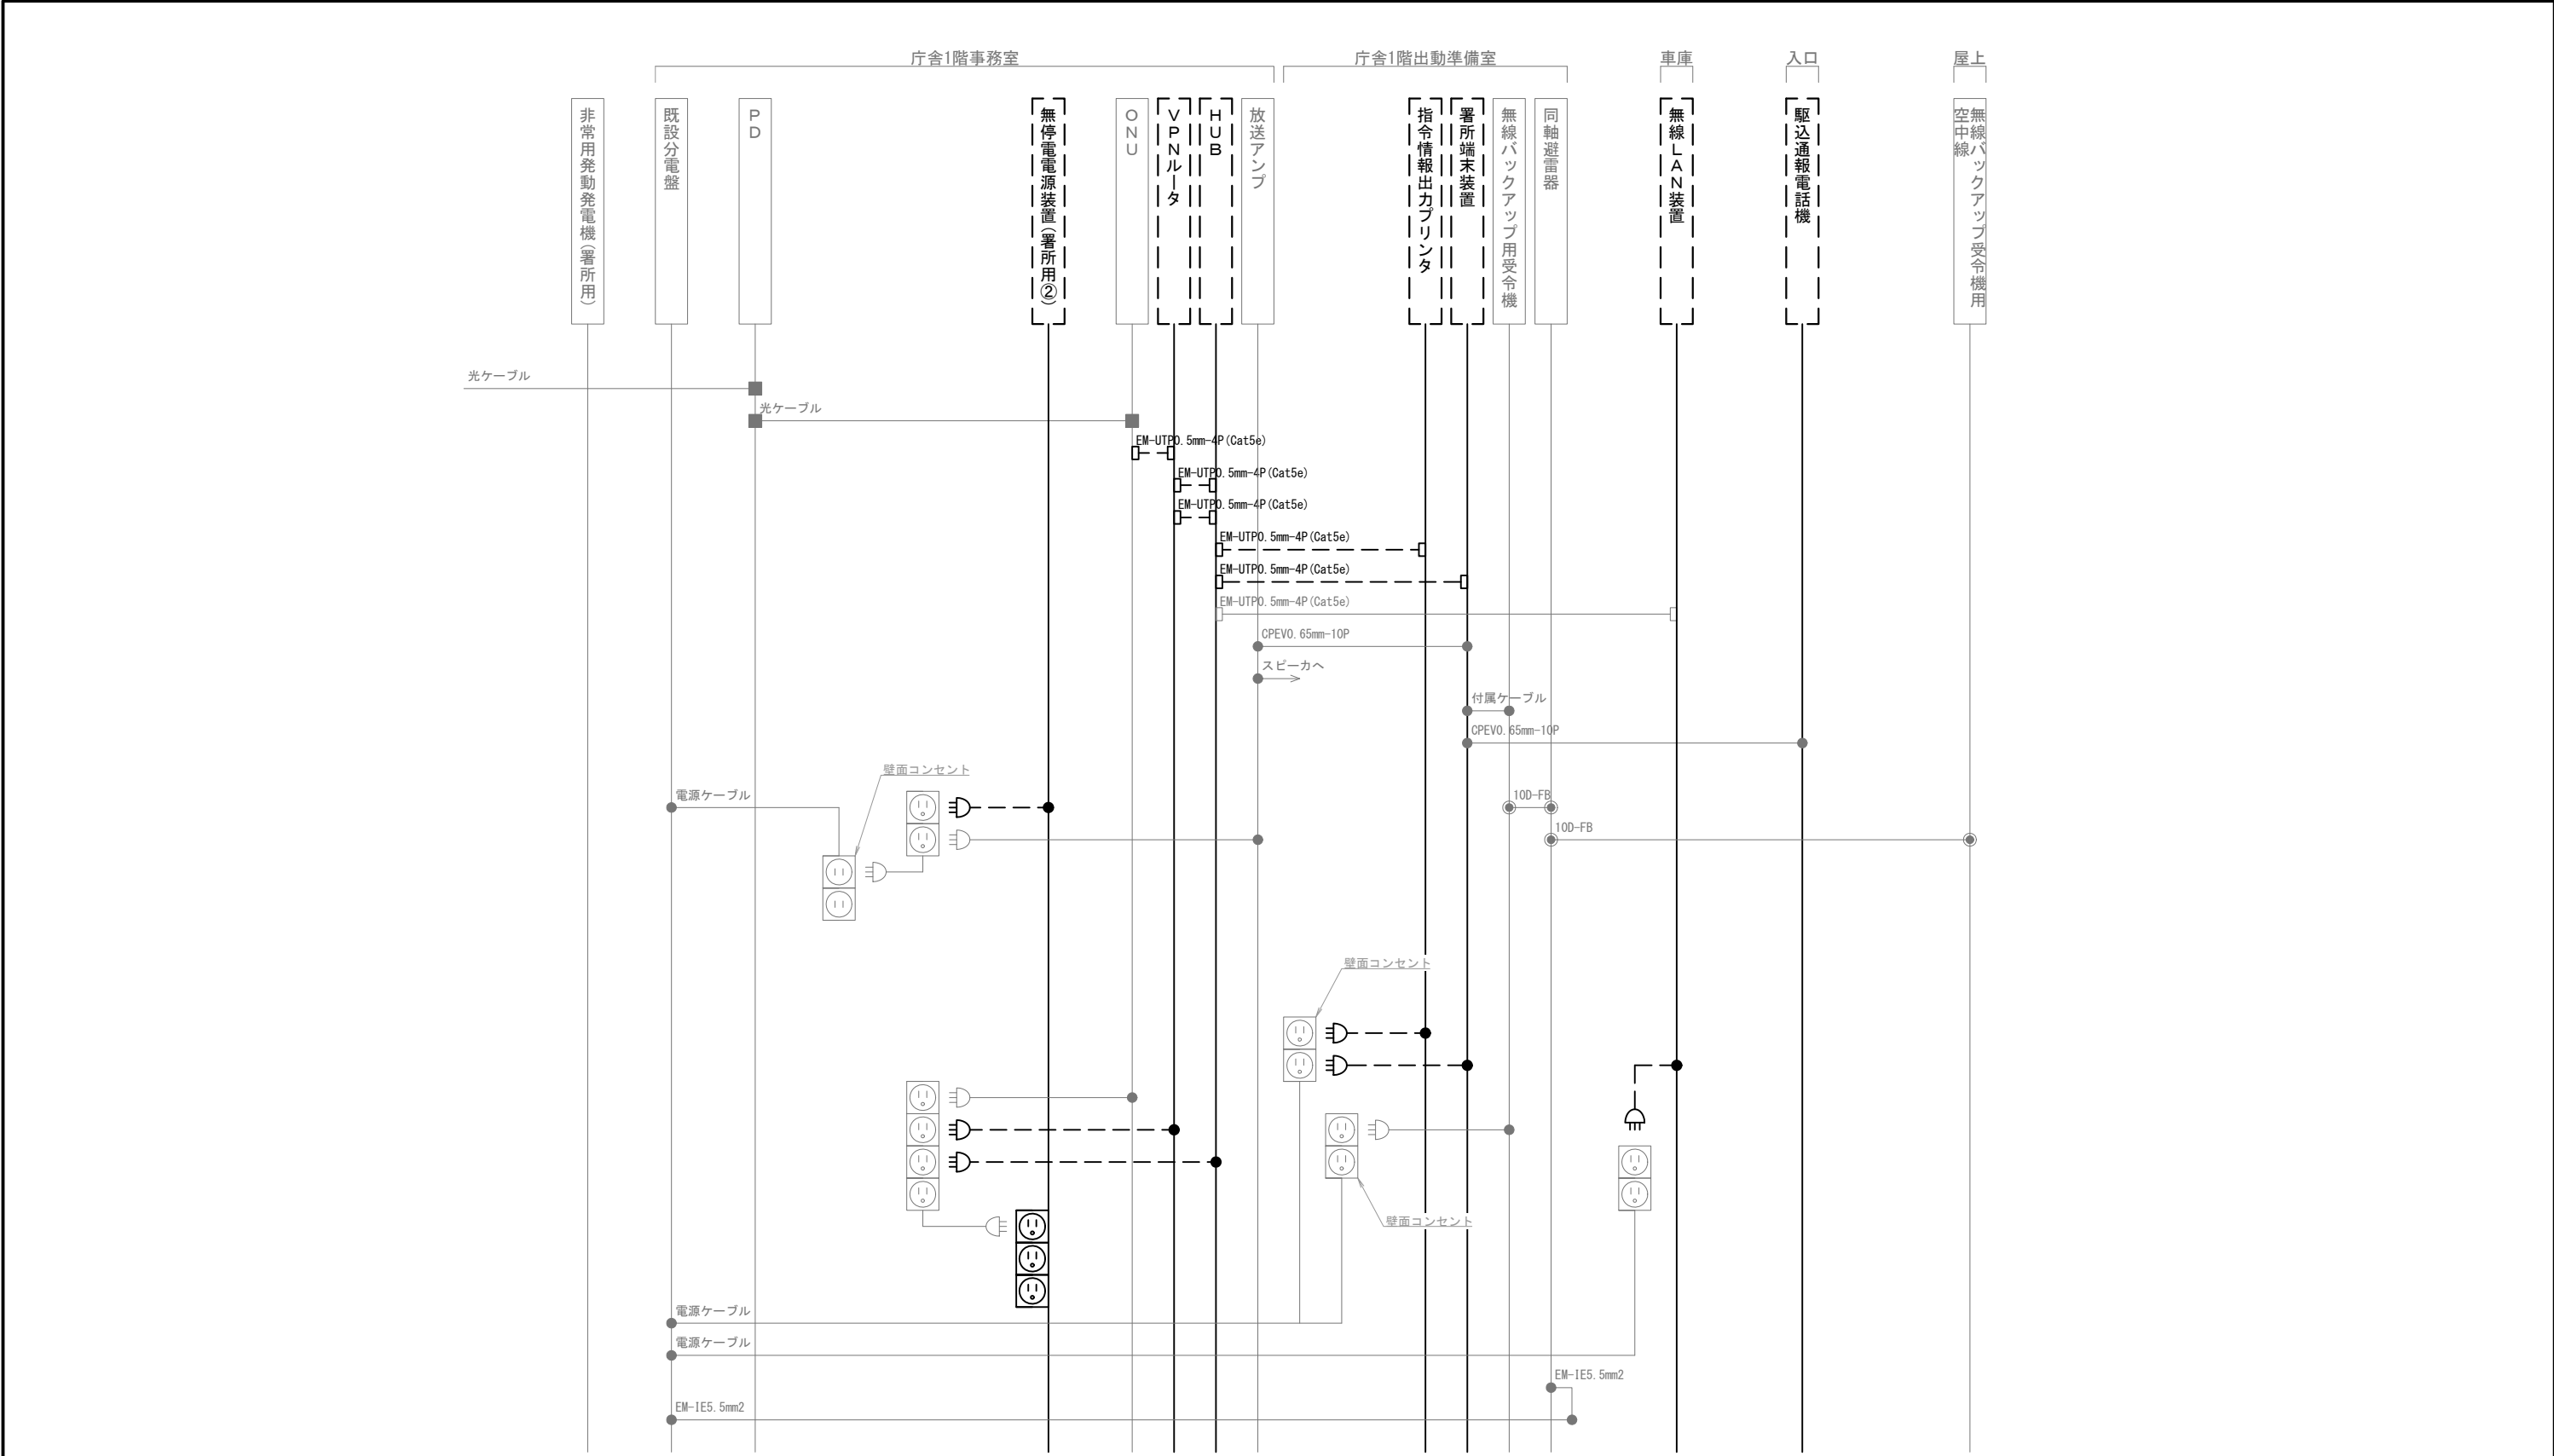 庁舎1階事務室
庁舎1階出動準備室
車庫
入口
屋上
非常用発動発電機(署所用)
既設分電盤
PD
無停電電源装置(署所用②)
ONU
VPNルータ
HUB
放送アンプ
指令情報出力プリンタ
署所端末装置
無線バックアップ用受令機
同軸避雷器
無線LAN装置
駆込通報電話機
無線バックアップ受令機用
空中線
光ケーブル
光ケーブル
EM-UTP0.5mm-4P(Cat5e)
EM-UTP0.5mm-4P(Cat5e)
EM-UTP0.5mm-4P(Cat5e)
EM-UTP0.5mm-4P(Cat5e)
EM-UTP0.5mm-4P(Cat5e)
EM-UTP0.5mm-4P(Cat5e)
CPEV0.65mm-10P
スピーカへ
付属ケーブル
CPEV0.65mm-10P
壁面コンセント
電源ケーブル
10D-FB
10D-FB
壁面コンセント
壁面コンセント
電源ケーブル
電源ケーブル
EM-IE5.5mm2
EM-IE5.5mm2